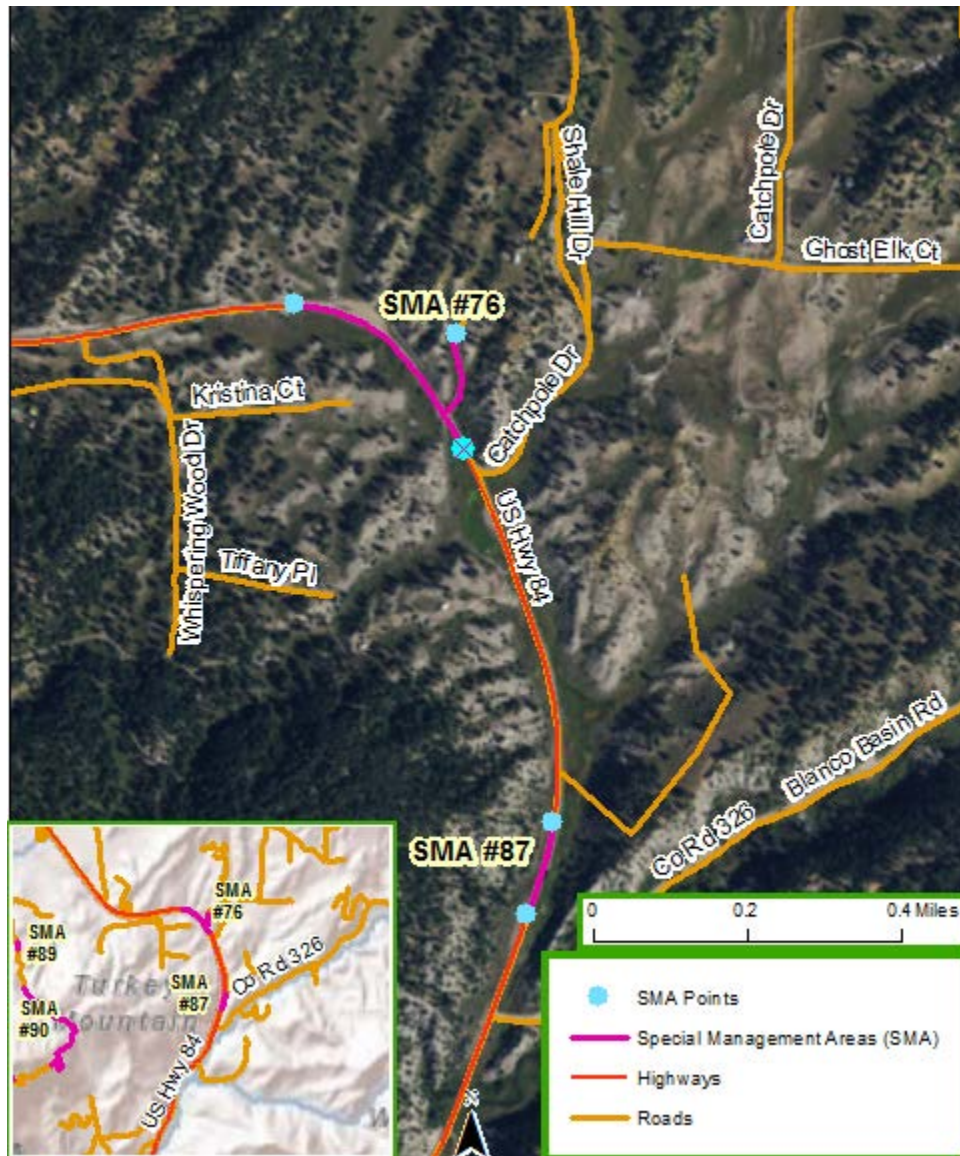 Shale Hill Dr
Catchpole Dr
Ghost Elk Ct
SMA #76
Kristina Ct
Catchpole Dr
Whispering Wood Dr
US Hwy 84
Tiffany Pl
Blanco Basin Rd
Co Rd 326
SMA #87
SMA
#76
SMA
#89
Co Rd 326
Turkey
SMA
#87
SMA
#90
Mountain
US Hwy 84
0 0.2 0.4 Miles
SMA Points
Special Management Areas (SMA)
Highways
Roads